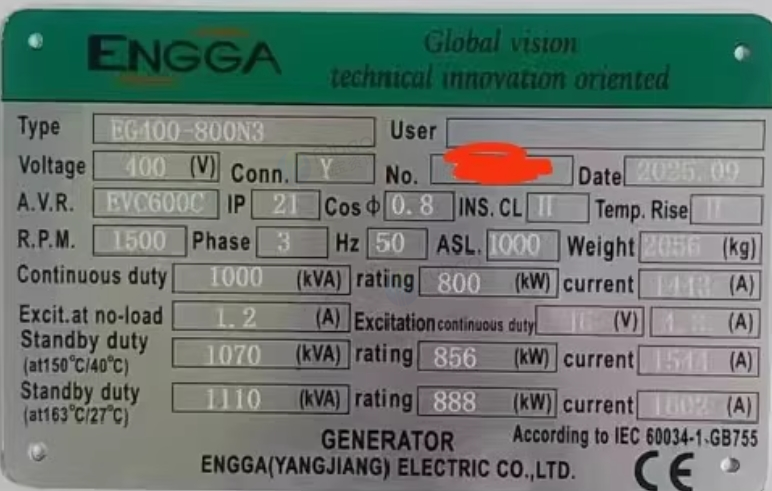 ENGGA
Global vision
technical innovation oriented
Type EG400-800N3 User
Voltage 400 (V) Conn. Y No. Date 2025.09
A.V.R. EVC600C IP 21 Cos Φ 0.8 INS. CL H Temp. Rise H
R.P.M. 1500 Phase 3 Hz 50 ASL. 1000 Weight 2056 (kg)
Continuous duty 1000 (kVA) rating 800 (kW) current 1443 (A)
Excit.at no-load 1.2 (A) Excitation continuous duty (V) (A)
Standby duty (at150°C/40°C) 1070 (kVA) rating 856 (kW) current 1544 (A)
Standby duty (at163°C/27°C) 1110 (kVA) rating 888 (kW) current 1602 (A)
GENERATOR According to IEC 60034-1、GB755
ENGGA(YANGJIANG) ELECTRIC CO.,LTD. CE